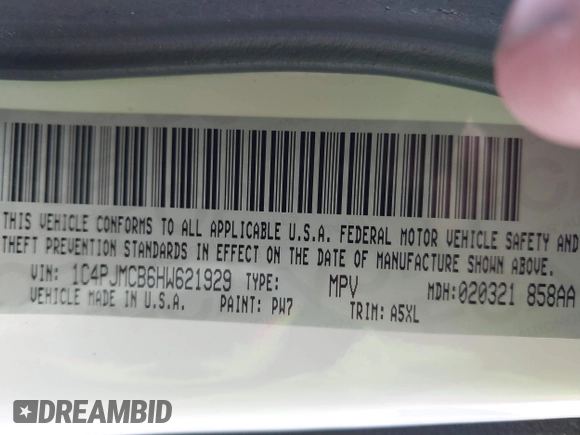 THIS VEHICLE CONFORMS TO ALL APPLICABLE U.S.A. FEDERAL MOTOR VEHICLE SAFETY AND
THEFT PREVENTION STANDARDS IN EFFECT ON THE DATE OF MANUFACTURE SHOWN ABOVE.
VIN: 1C4PJMCB6HW621929 TYPE: MPV MDH: 020321 858AA
VEHICLE MADE IN U.S.A. PAINT: PW7 TRIM: A5XL
DREAMBID